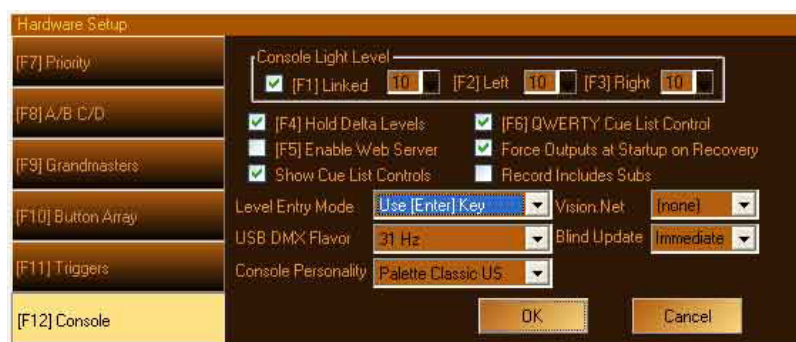 Hardware Setup
[F7] Priority
[F8] A/B C/D
[F9] Grandmasters
[F10] Button Array
[F11] Triggers
[F12] Console
Console Light Level
[F1] Linked 10 [F2] Left 10 [F3] Right 10
[F4] Hold Delta Levels [F6] QWERTY Cue List Control
[F5] Enable Web Server Force Outputs at Startup on Recovery
Show Cue List Controls Record Includes Subs
Level Entry Mode Use [Enter] Key Vision.Net (none)
USB DMX Flavor 31 Hz Blind Update Immediate
Console Personality Palette Classic US
OK Cancel